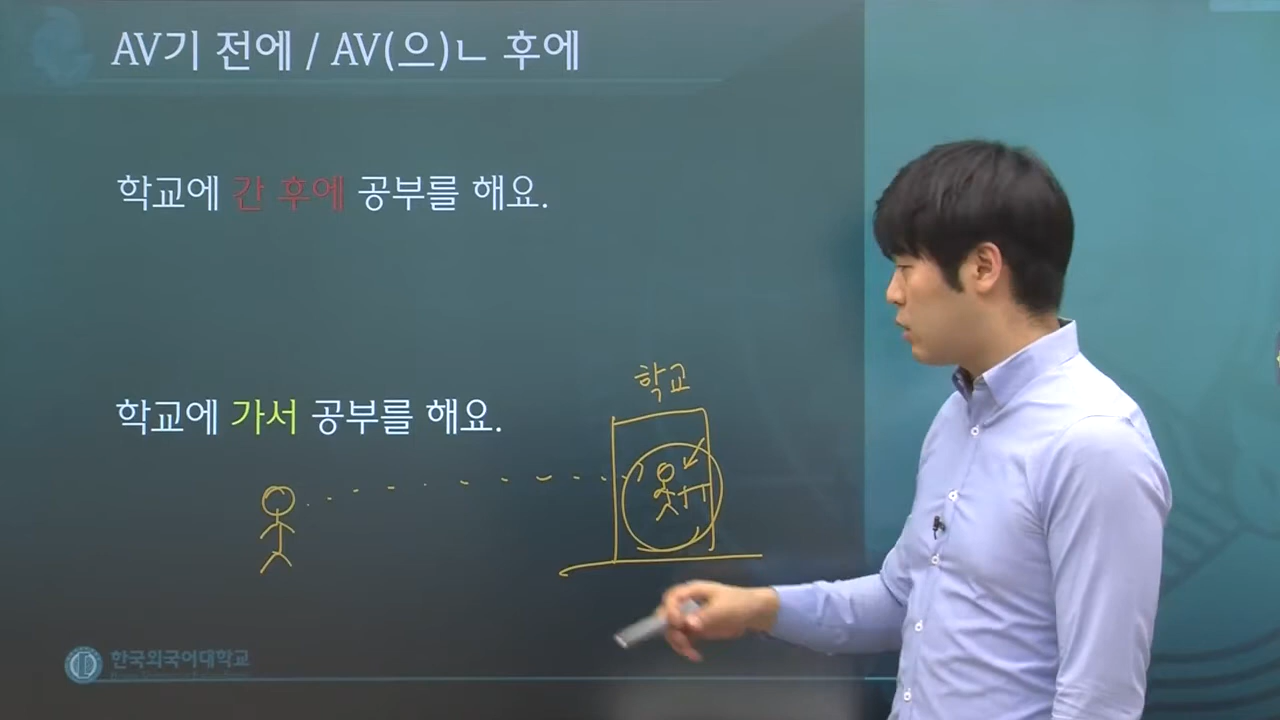 AV기 전에 / AV(으)ㄴ 후에
학교에 간 후에 공부를 해요.
학교
학교에 가서 공부를 해요.
한국외국어대학교